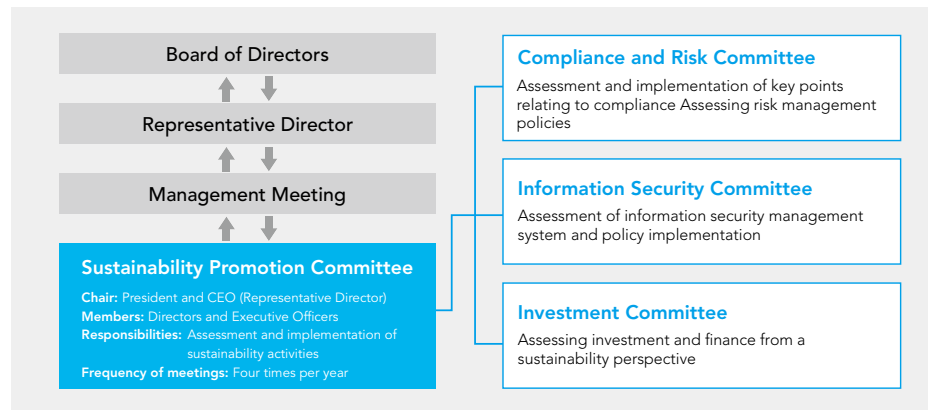 Board of Directors
Representative Director
Management Meeting
Sustainability Promotion Committee
Chair: President and CEO (Representative Director)
Members: Directors and Executive Officers
Responsibilities: Assessment and implementation of
sustainability activities
Frequency of meetings: Four times per year
Compliance and Risk Committee
Assessment and implementation of key points
relating to compliance Assessing risk management
policies
Information Security Committee
Assessment of information security management
system and policy implementation
Investment Committee
Assessing investment and finance from a
sustainability perspective